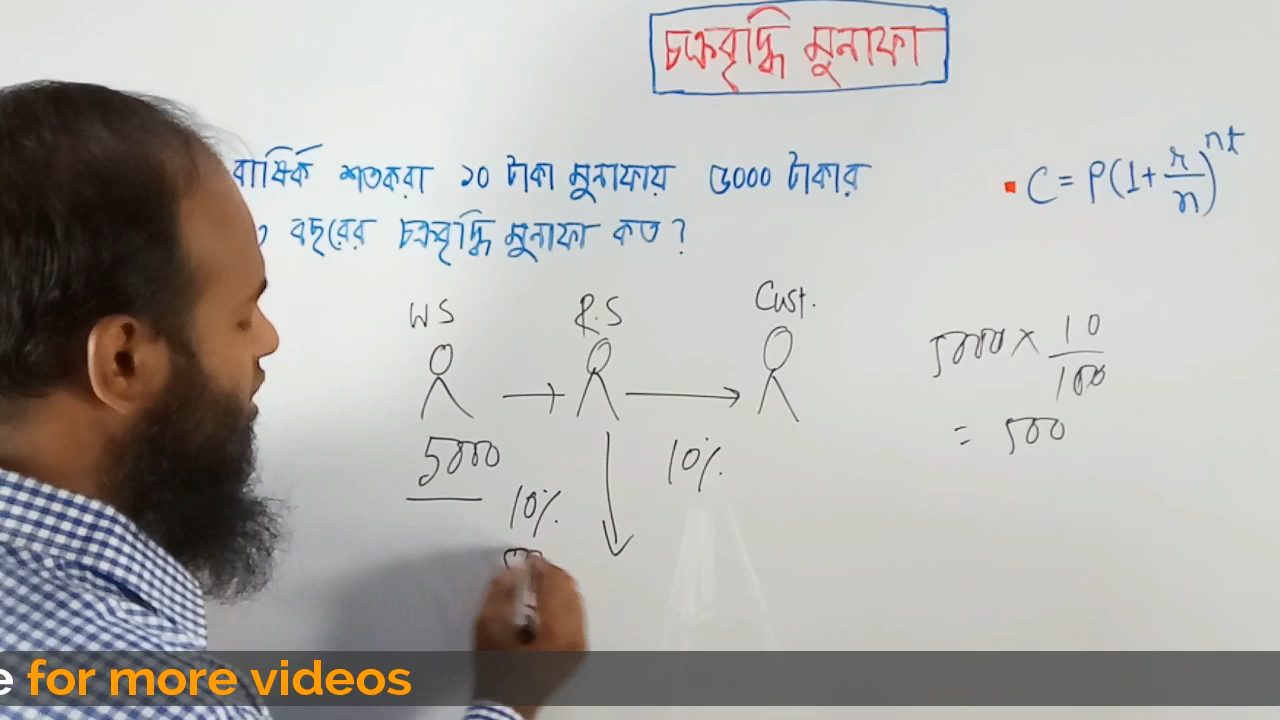 চক্রবৃদ্ধি মুনাফা
বার্ষিক শতকরা ১০ টাকা মুনাফায় ৫০০০ টাকার
বছরের চক্রবৃদ্ধি মুনাফা কত ?
C = P(1+r/n)^nt
WS R.S Cust.
5000 × 10/100
= 500
5000
10%
10%
e for more videos